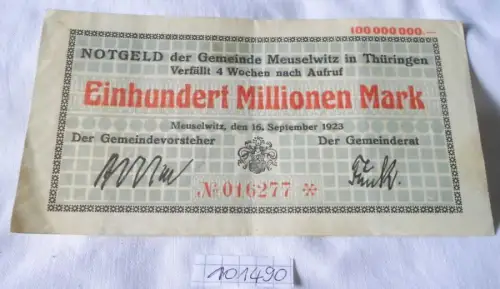 100 000 000.—
NOTGELD der Gemeinde Meuselwitz in Thüringen
Verfällt 4 Wochen nach Aufruf
Einhundert Millionen Mark
Meuselwitz, den 16. September 1923
Der Gemeindevorsteher Der Gemeinderat
Funk.
№ 016277 *
101490